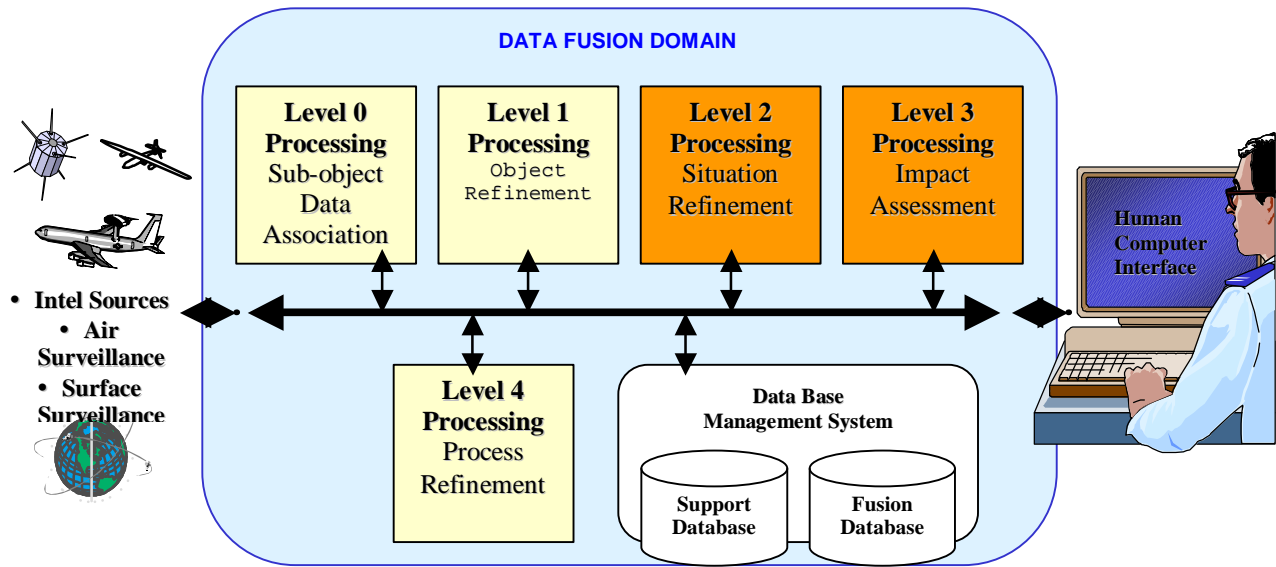 DATA FUSION DOMAIN
Level 0
Processing
Sub-object
Data
Association
Level 1
Processing
Object
Refinement
Level 2
Processing
Situation
Refinement
Level 3
Processing
Impact
Assessment
• Intel Sources
• Air
Surveillance
• Surface
Surveillance
Human
Computer
Interface
Level 4
Processing
Process
Refinement
Data Base
Management System
Support
Database
Fusion
Database